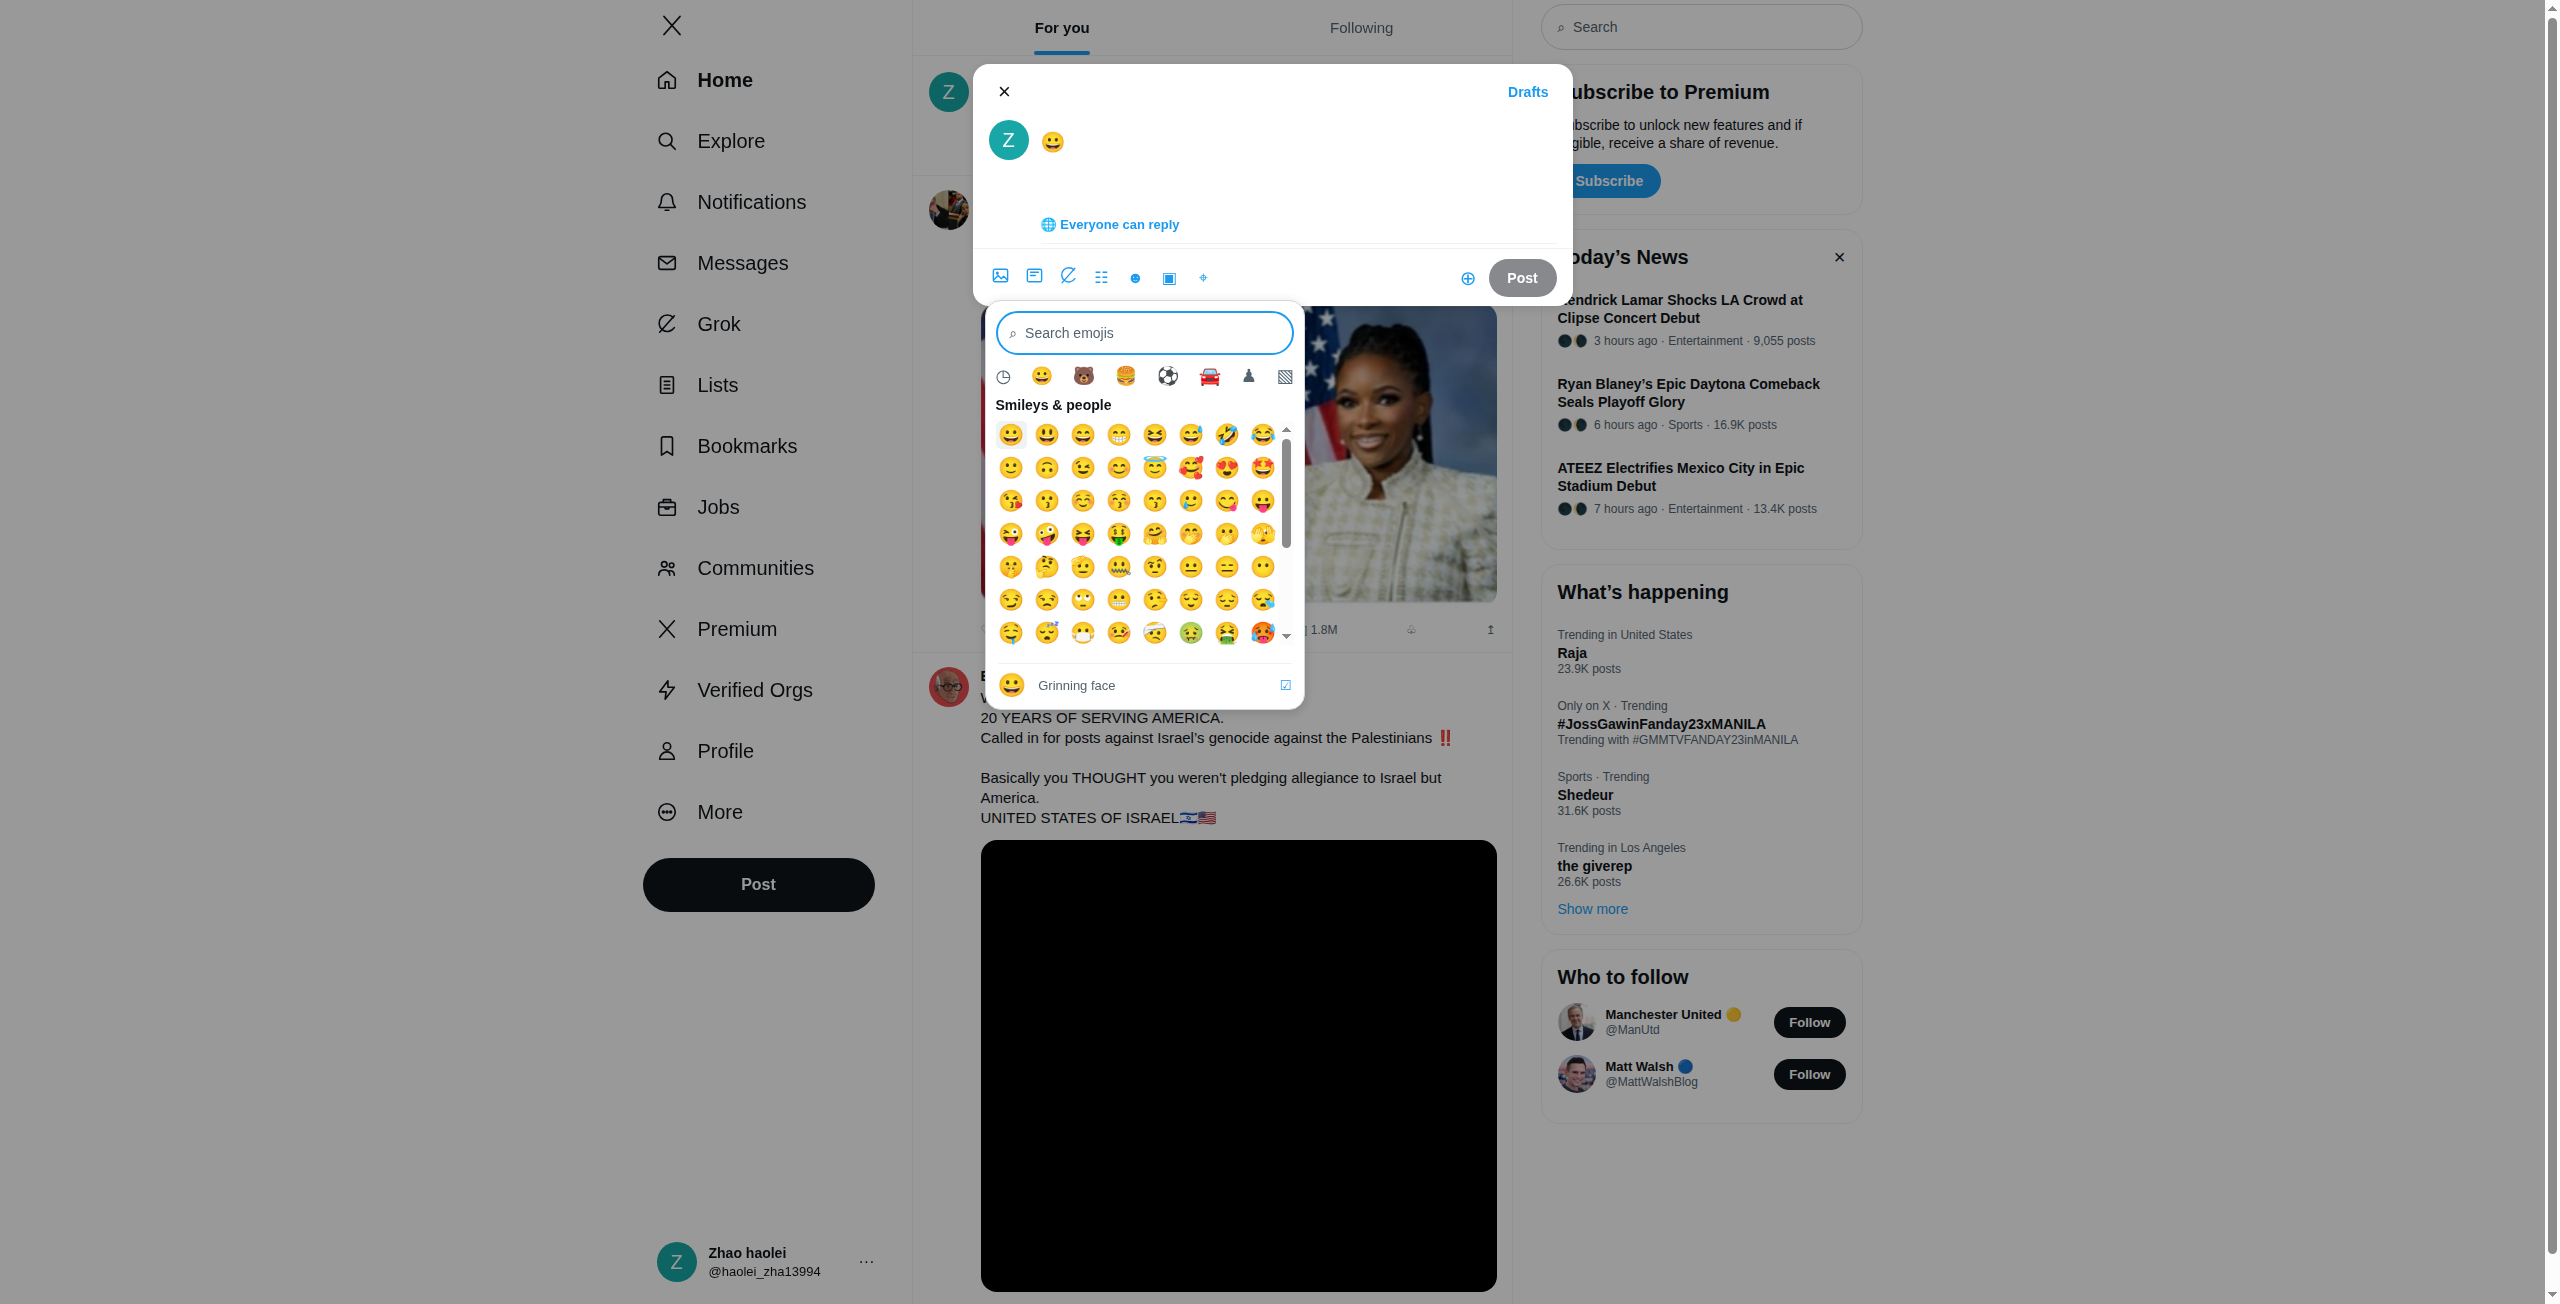 Home
Explore
Notifications
Messages
Grok
Lists
Bookmarks
Jobs
Communities
Premium
Verified Orgs
Profile
More
Post
Z
Zhao haolei
@haolei_zha13994
...
For you
Following
Z
Drafts
Z
😀
🌐 Everyone can reply
Post
Search emojis
Smileys & people
😀 Grinning face
1.8M
20 YEARS OF SERVING AMERICA.
Called in for posts against Israel's genocide against the Palestinians ‼️
Basically you THOUGHT you weren't pledging allegiance to Israel but
America.
UNITED STATES OF ISRAEL🇮🇱🇺🇸
Search
ubscribe to Premium
bscribe to unlock new features and if
gible, receive a share of revenue.
Subscribe
oday’s News
endrick Lamar Shocks LA Crowd at
Clipse Concert Debut
3 hours ago · Entertainment · 9,055 posts
Ryan Blaney’s Epic Daytona Comeback
Seals Playoff Glory
6 hours ago · Sports · 16.9K posts
ATEEZ Electrifies Mexico City in Epic
Stadium Debut
7 hours ago · Entertainment · 13.4K posts
What’s happening
Trending in United States
Raja
23.9K posts
Only on X · Trending
#JossGawinFanday23xMANILA
Trending with #GMMTVFANDAY23inMANILA
Sports · Trending
Shedeur
31.6K posts
Trending in Los Angeles
the giverep
26.6K posts
Show more
Who to follow
Manchester United 🟡
@ManUtd
Follow
Matt Walsh 🔵
@MattWalshBlog
Follow